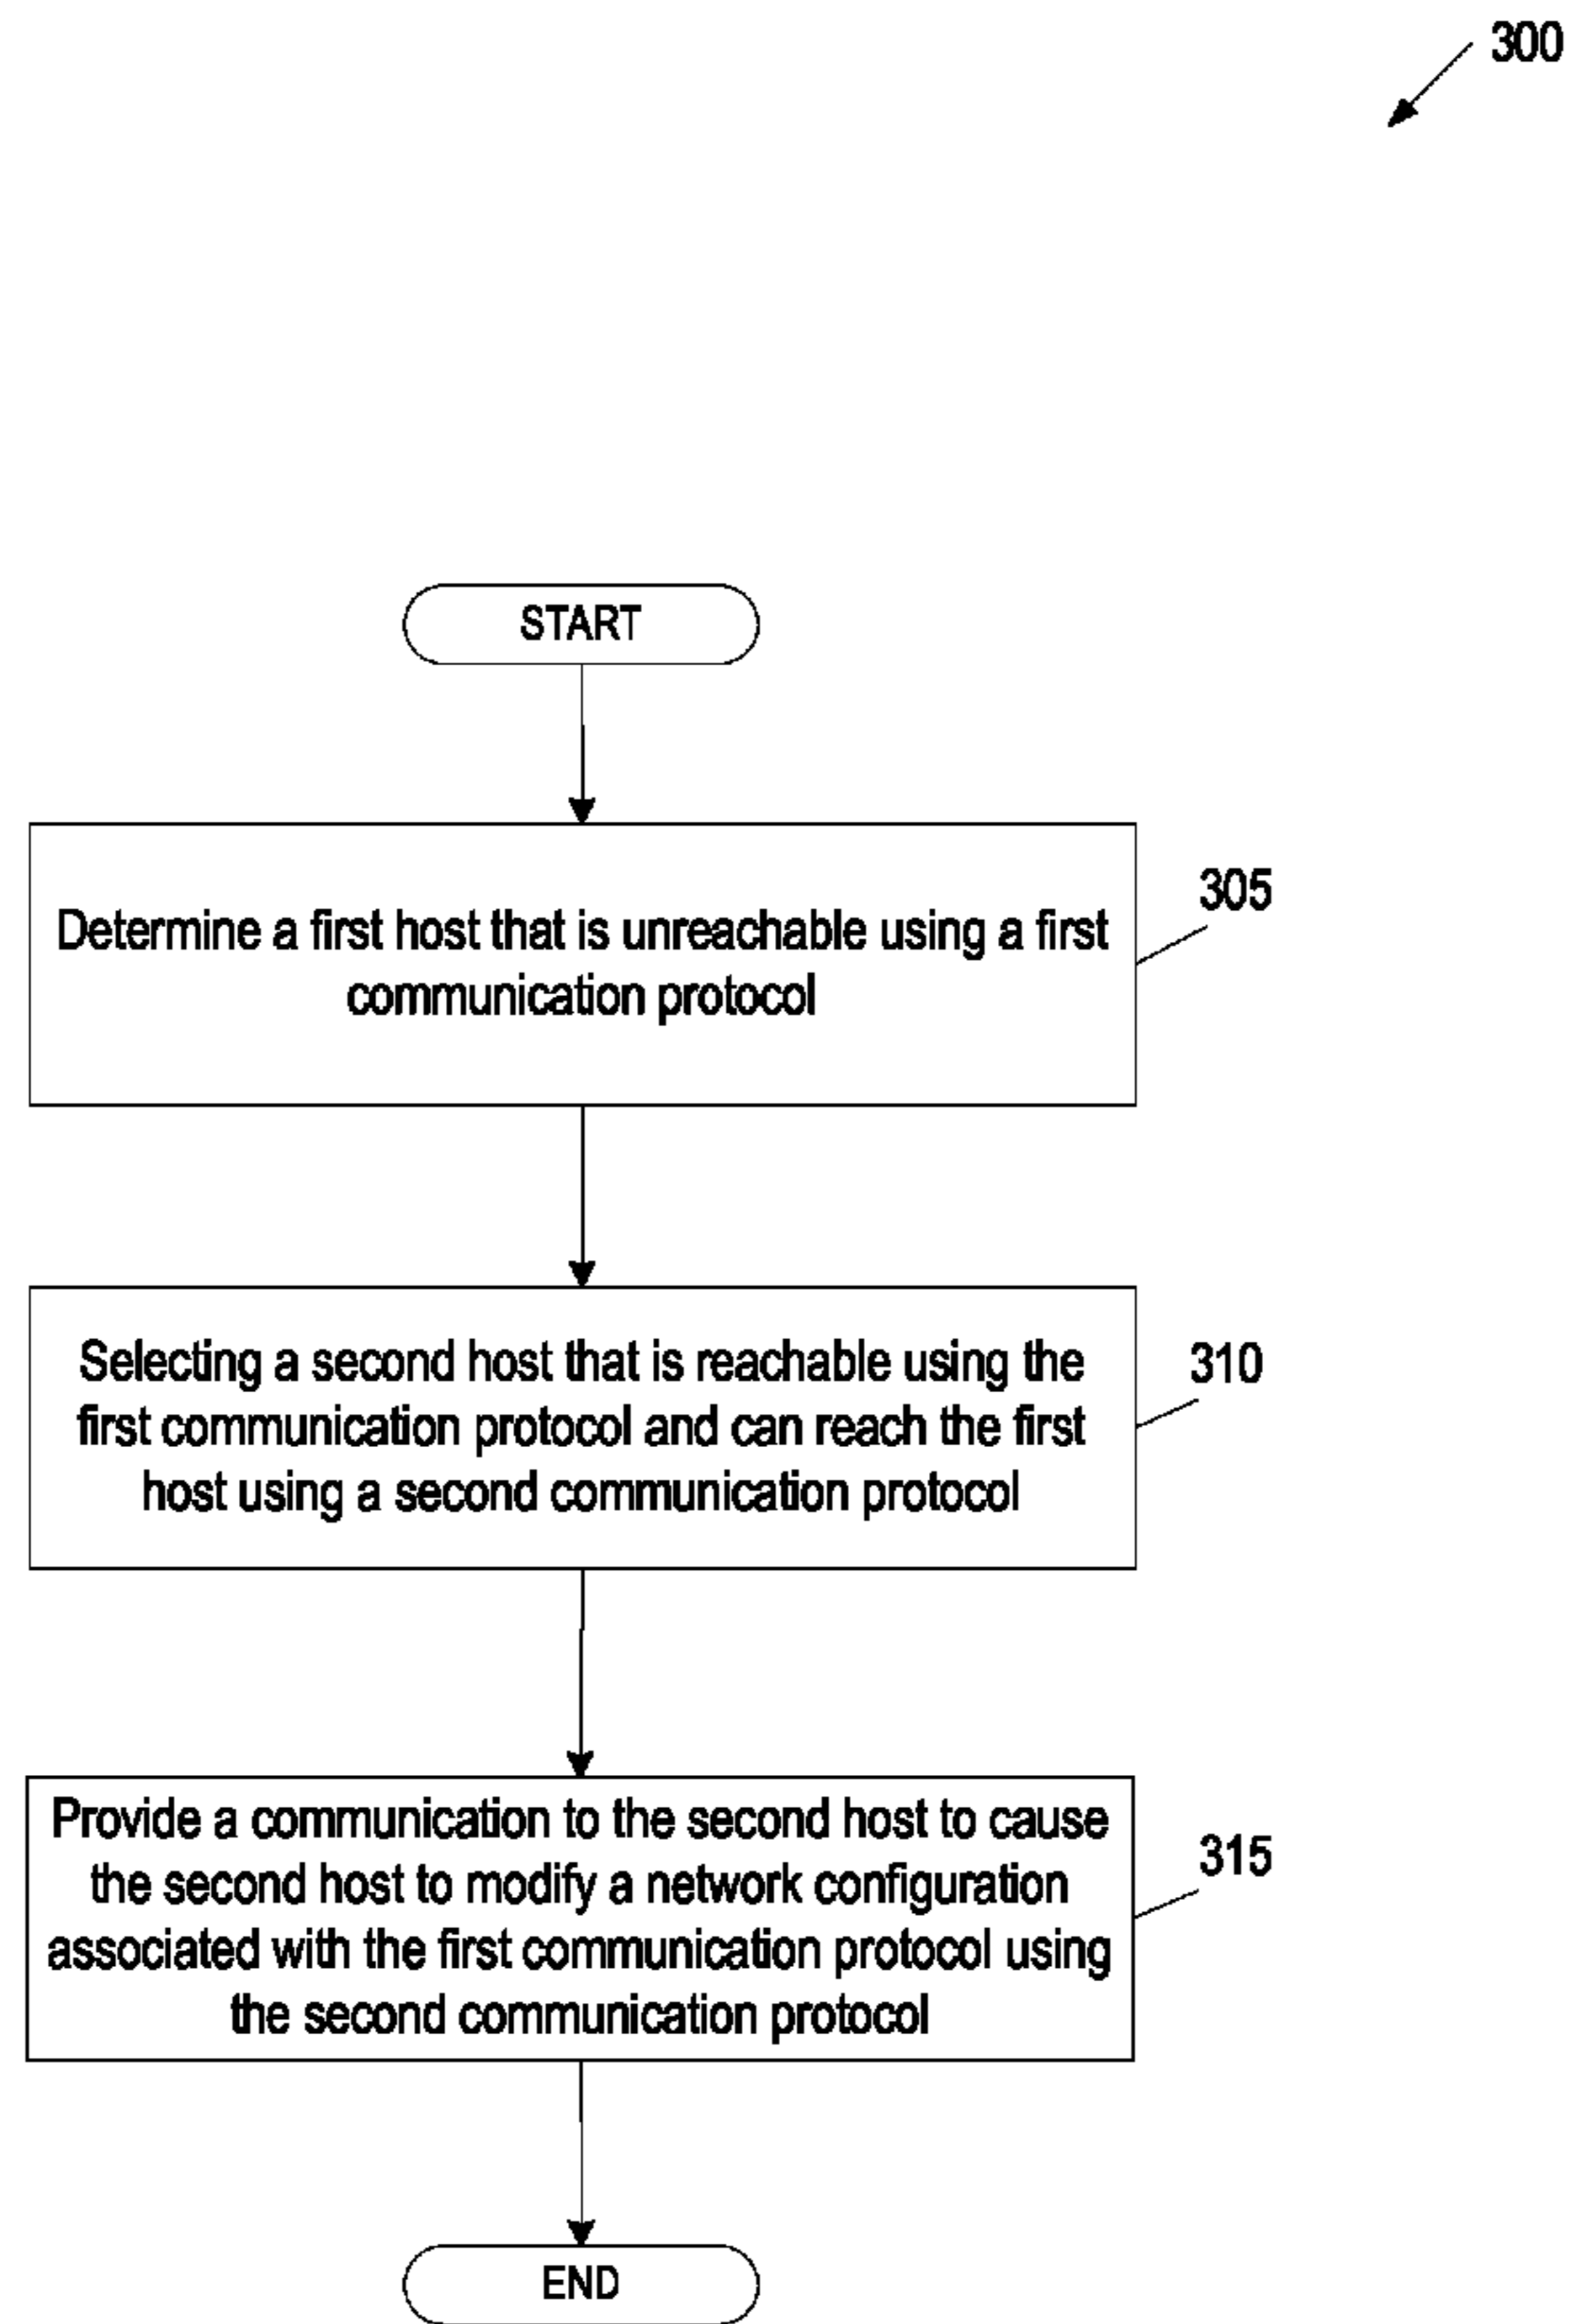 300
START
Determine a first host that is unreachable using a first
communication protocol
305
Selecting a second host that is reachable using the
first communication protocol and can reach the first
host using a second communication protocol
310
Provide a communication to the second host to cause
the second host to modify a network configuration
associated with the first communication protocol using
the second communication protocol
315
END